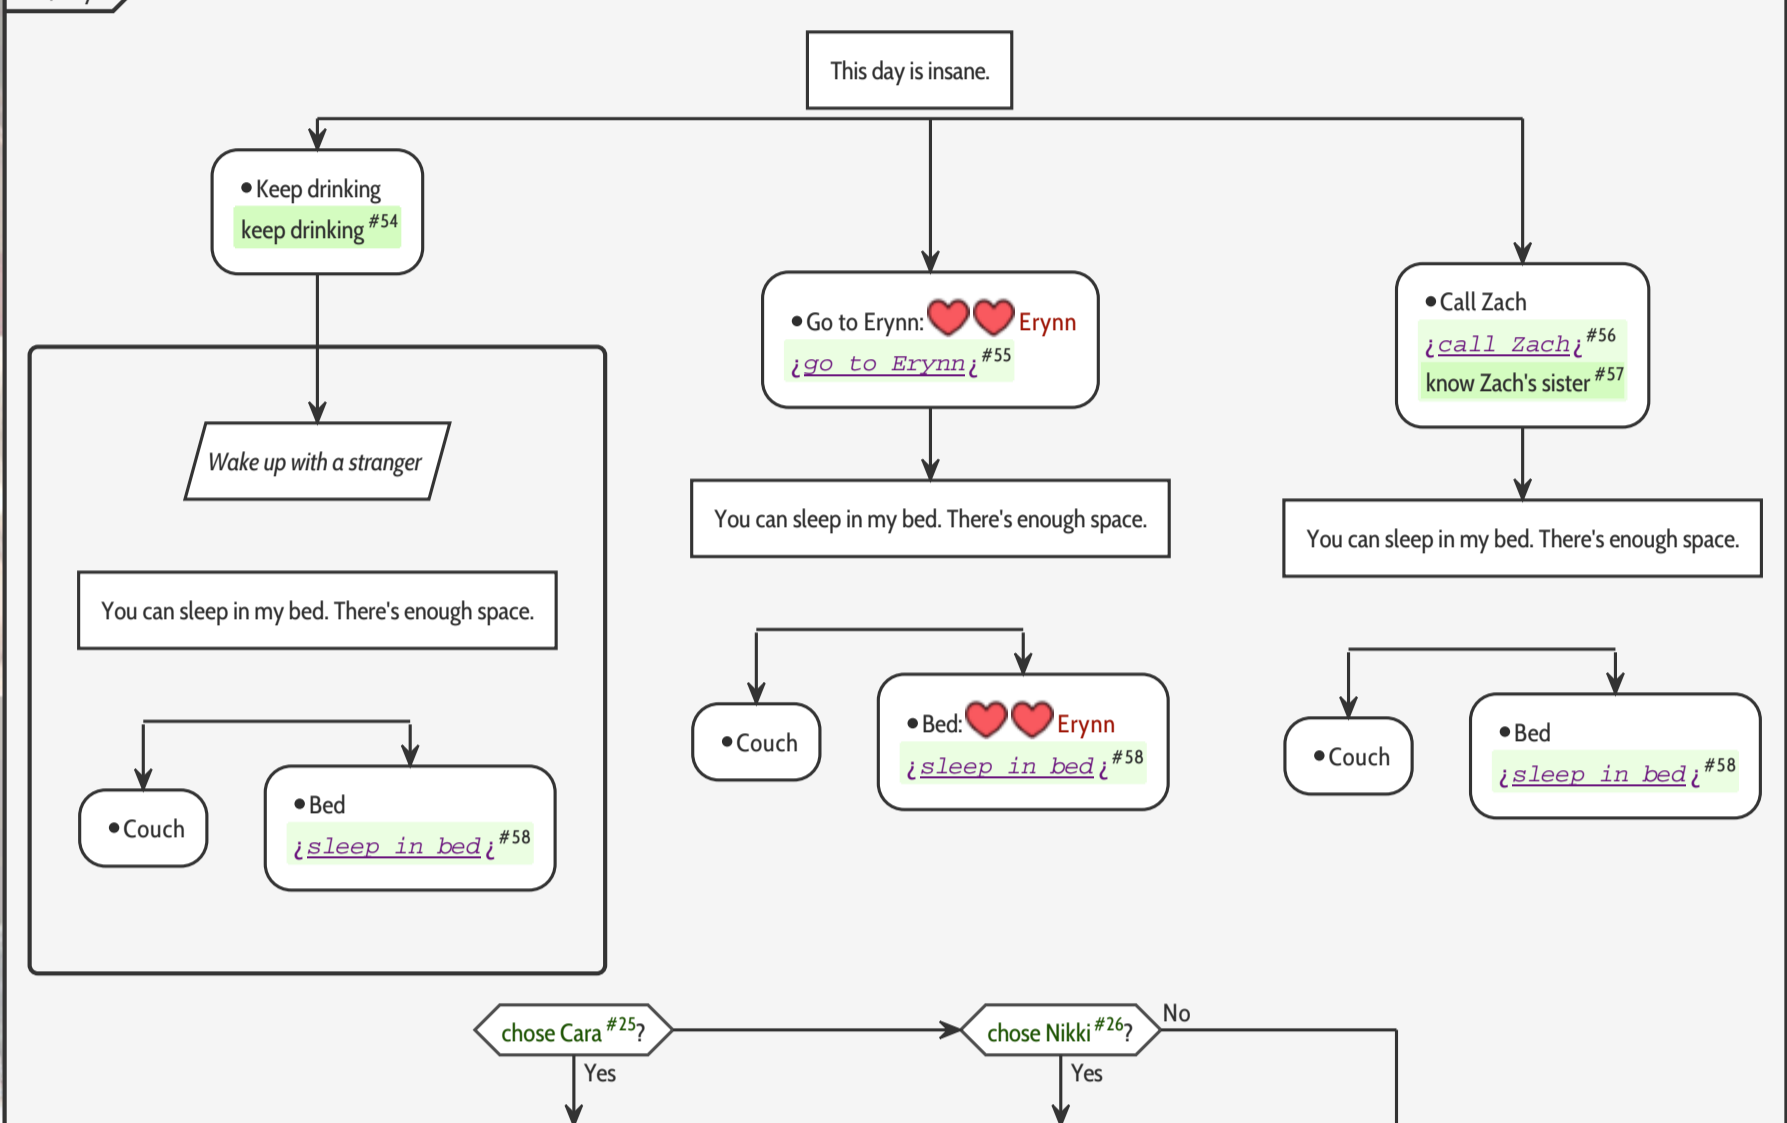 This day is insane.
• Keep drinking
keep drinking #54
• Go to Erynn: Erynn
¿go to Erynn¿ #55
• Call Zach
¿call Zach¿ #56
know Zach's sister #57
Wake up with a stranger
You can sleep in my bed. There's enough space.
You can sleep in my bed. There's enough space.
You can sleep in my bed. There's enough space.
• Couch
• Bed
¿sleep in bed¿ #58
• Couch
• Bed: Erynn
¿sleep in bed¿ #58
• Couch
• Bed
¿sleep in bed¿ #58
chose Cara #25?
Yes
chose Nikki #26?
No
Yes